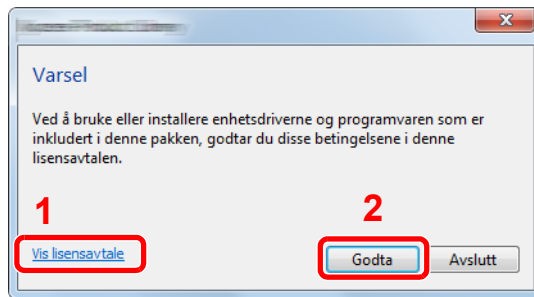 Varsel
Ved å bruke eller installere enhetsdriverne og programvaren som er
inkludert i denne pakken, godtar du disse betingelsene i denne
lisensavtalen.
1
2
Vis lisensavtale
Godta
Avslutt